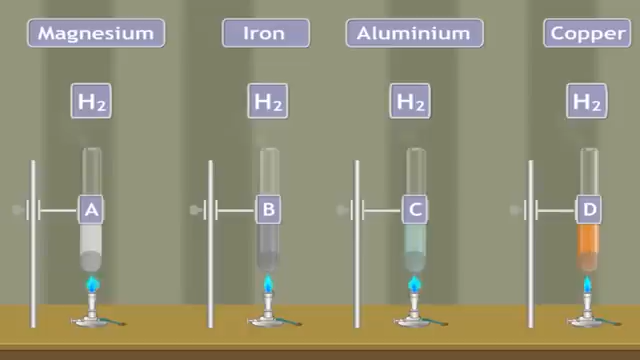 Magnesium
Iron
Aluminium
Copper
H₂
H₂
H₂
H₂
A
B
C
D